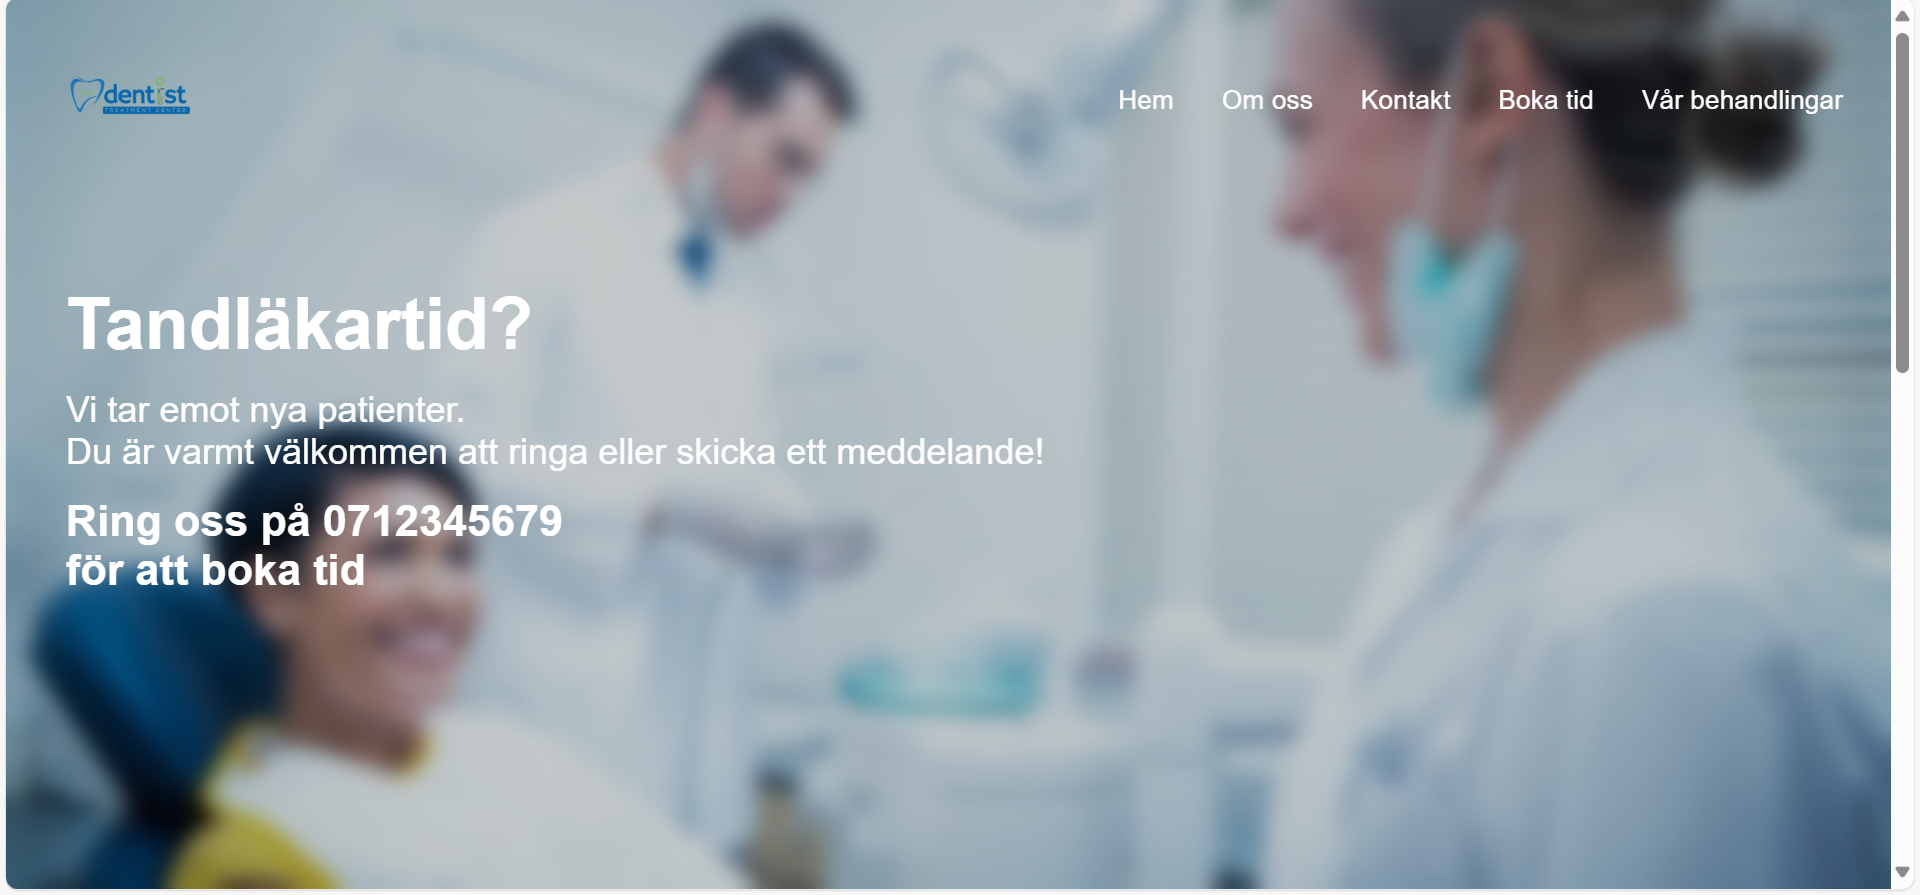 dentist
TREATMENT CENTER
Hem Om oss Kontakt Boka tid Vår behandlingar
Tandläkartid?
Vi tar emot nya patienter.
Du är varmt välkommen att ringa eller skicka ett meddelande!
Ring oss på 0712345679
för att boka tid